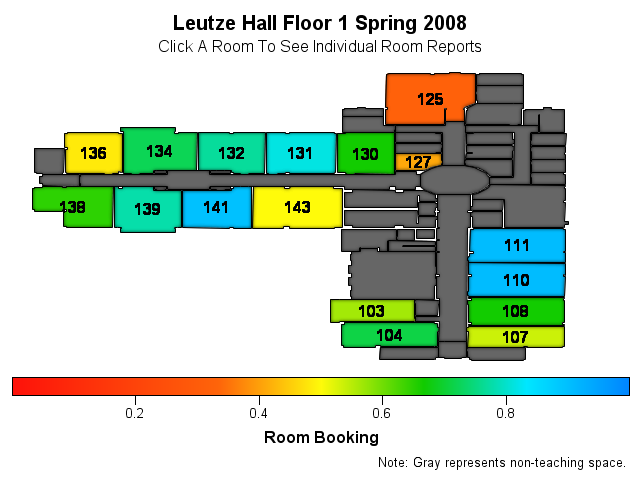 Leutze Hall Floor 1 Spring 2008
Click A Room To See Individual Room Reports
125
136 134 132 131 130 127
138 139 141 143
111
110
103 108
104 107
0.2 0.4 0.6 0.8
Room Booking
Note: Gray represents non-teaching space.